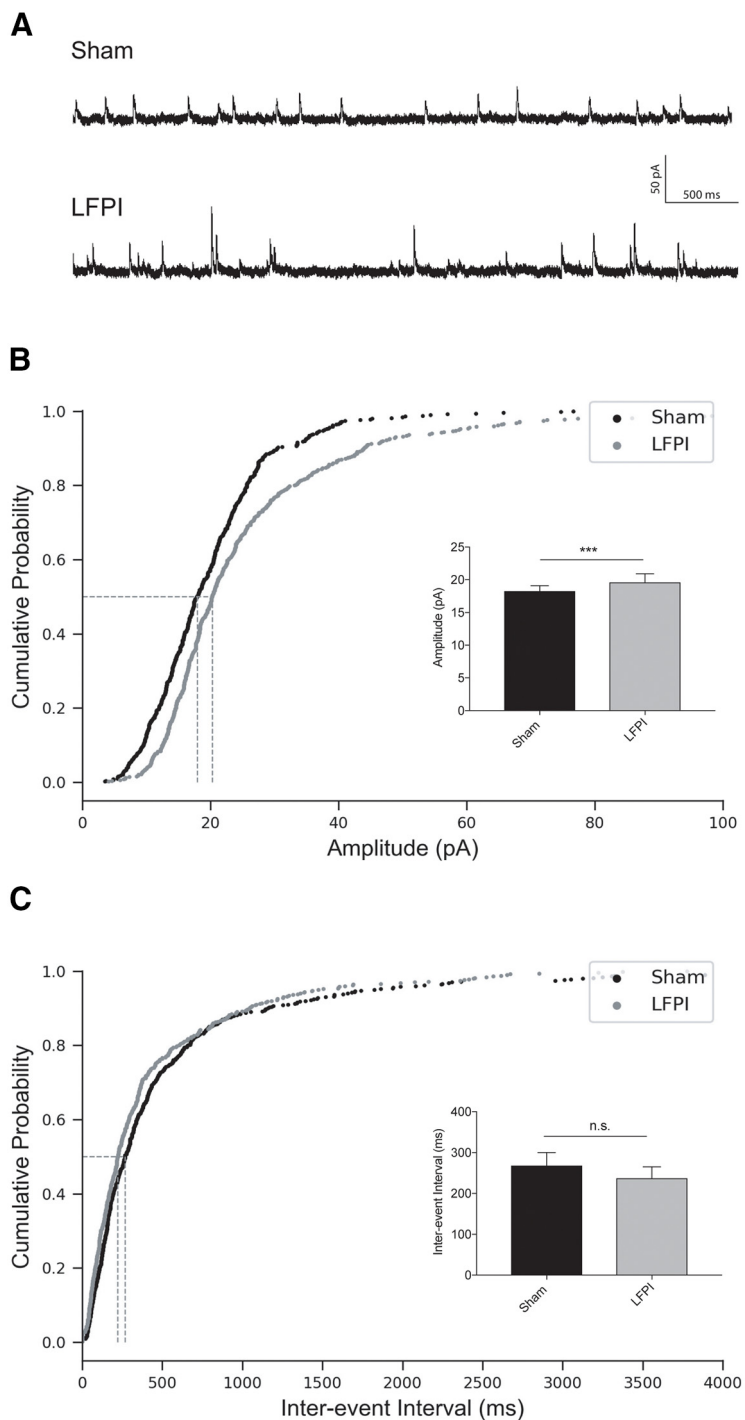 A
Sham
50 pA
500 ms
LFPI
B
Cumulative Probability
1.0
0.8
0.6
0.4
0.2
0.0
0
20
40
60
80
100
Amplitude (pA)
Sham
LFPI
Amplitude (pA)
25
20
15
10
5
0
***
Sham
LFPI
C
Cumulative Probability
1.0
0.8
0.6
0.4
0.2
0.0
0
500
1000
1500
2000
2500
3000
3500
4000
Inter-event Interval (ms)
Sham
LFPI
Inter-event Interval (ms)
400
300
200
100
0
n.s.
Sham
LFPI